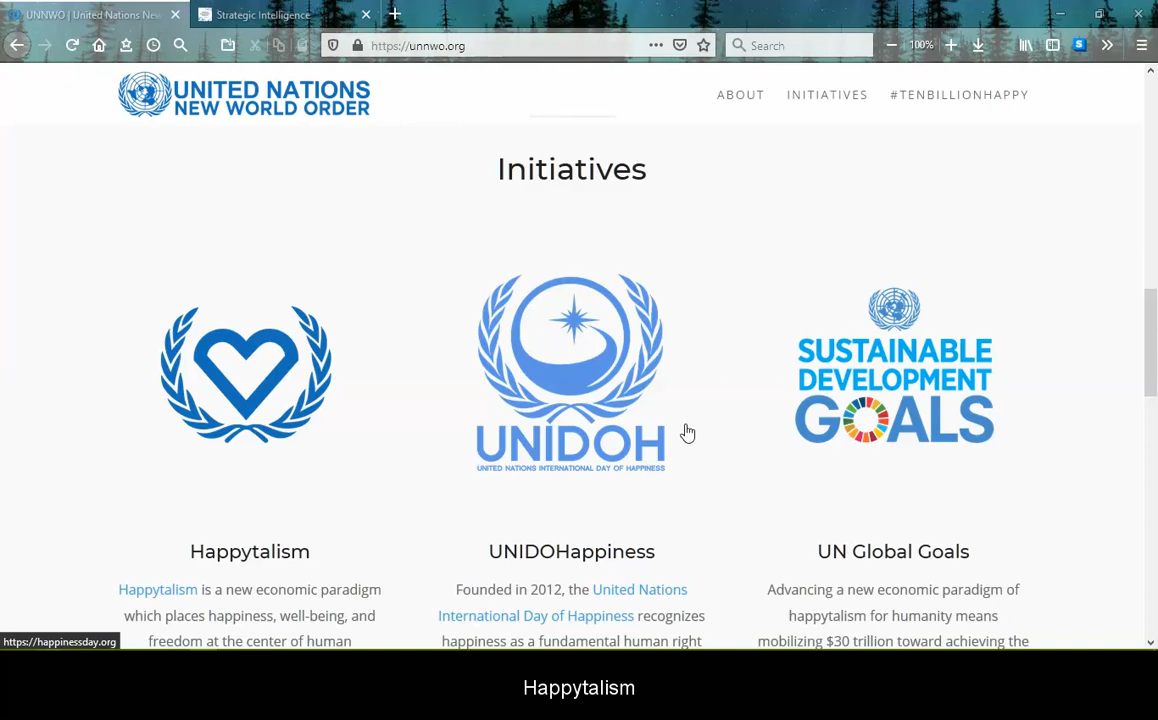 UNNWO | United Nations New
Strategic Intelligence
https://unnwo.org
Search
100%
UNITED NATIONS
NEW WORLD ORDER
ABOUT
INITIATIVES
#TENBILLIONHAPPY
Initiatives
UNIDOH
UNITED NATIONS INTERNATIONAL DAY OF HAPPINESS
SUSTAINABLE
DEVELOPMENT
GOALS
Happytalism
Happytalism is a new economic paradigm
which places happiness, well-being, and
freedom at the center of human
UNIDOHappiness
Founded in 2012, the United Nations
International Day of Happiness recognizes
happiness as a fundamental human right
UN Global Goals
Advancing a new economic paradigm of
happytalism for humanity means
mobilizing $30 trillion toward achieving the
https://happinessday.org
Happytalism